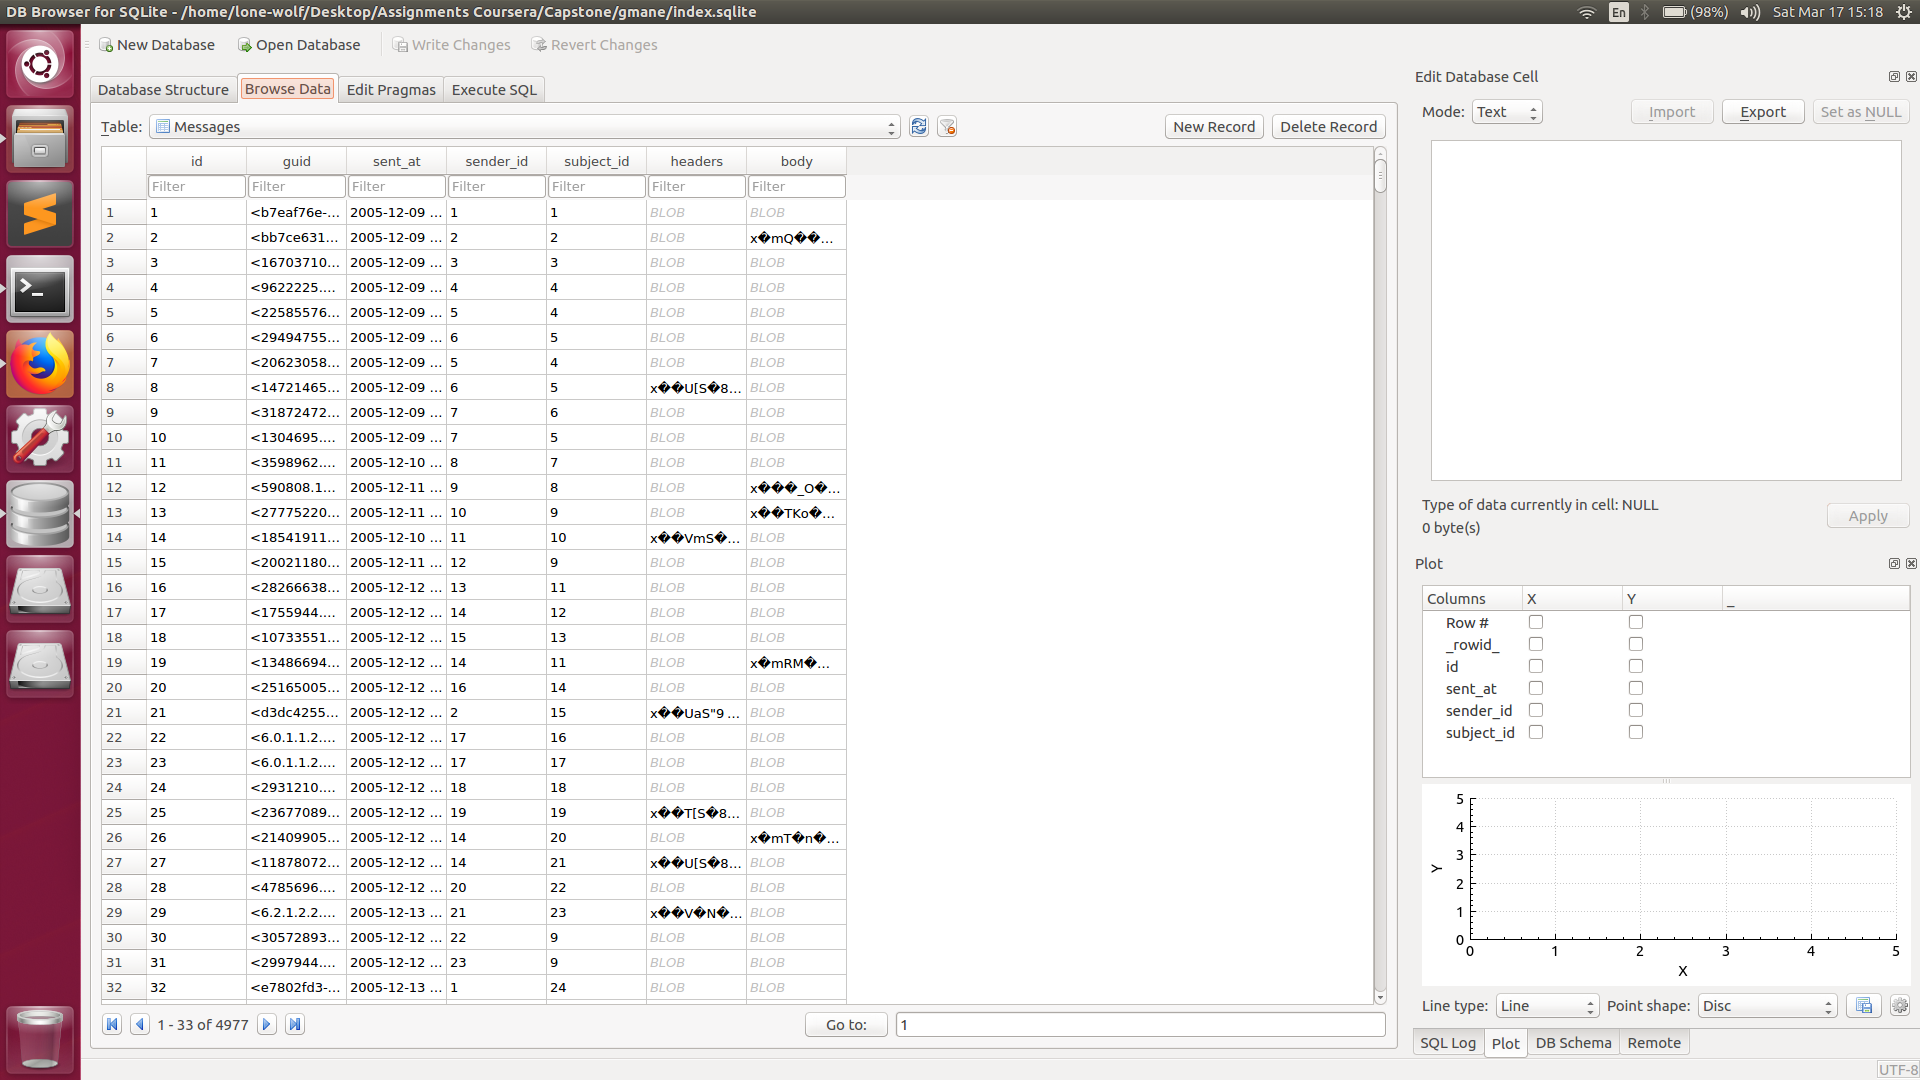 DB Browser for SQLite - /home/lone-wolf/Desktop/Assignments Coursera/Capstone/gmane/index.sqlite
En (98%) Sat Mar 17 15:18
New Database Open Database Write Changes Revert Changes
Database Structure Browse Data Edit Pragmas Execute SQL
Table: Messages New Record Delete Record
id guid sent_at sender_id subject_id headers body
Filter Filter Filter Filter Filter Filter Filter
1 1 <b7eaf76e-... 2005-12-09 ... 1 1 BLOB BLOB
2 2 <bb7ce631... 2005-12-09 ... 2 2 BLOB x�mQ��...
3 3 <16703710... 2005-12-09 ... 3 3 BLOB BLOB
4 4 <9622225.... 2005-12-09 ... 4 4 BLOB BLOB
5 5 <22585576... 2005-12-09 ... 5 4 BLOB BLOB
6 6 <29494755... 2005-12-09 ... 6 5 BLOB BLOB
7 7 <20623058... 2005-12-09 ... 5 4 BLOB BLOB
8 8 <14721465... 2005-12-09 ... 6 5 x��U[S�8... BLOB
9 9 <31872472... 2005-12-09 ... 7 6 BLOB BLOB
10 10 <1304695.... 2005-12-09 ... 7 5 BLOB BLOB
11 11 <3598962.... 2005-12-10 ... 8 7 BLOB BLOB
12 12 <590808.1... 2005-12-11 ... 9 8 BLOB x���_O�...
13 13 <27775220... 2005-12-11 ... 10 9 BLOB x��TKo�...
14 14 <18541911... 2005-12-10 ... 11 10 x��VmS�... BLOB
15 15 <20021180... 2005-12-11 ... 12 9 BLOB BLOB
16 16 <28266638... 2005-12-12 ... 13 11 BLOB BLOB
17 17 <1755944.... 2005-12-12 ... 14 12 BLOB BLOB
18 18 <10733551... 2005-12-12 ... 15 13 BLOB BLOB
19 19 <13486694... 2005-12-12 ... 14 11 BLOB x�mRM�...
20 20 <25165005... 2005-12-12 ... 16 14 BLOB BLOB
21 21 <d3dc4255... 2005-12-12 ... 2 15 x��UaS"9 ... BLOB
22 22 <6.0.1.1.2.... 2005-12-12 ... 17 16 BLOB BLOB
23 23 <6.0.1.1.2.... 2005-12-12 ... 17 17 BLOB BLOB
24 24 <2931210.... 2005-12-12 ... 18 18 BLOB BLOB
25 25 <23677089... 2005-12-12 ... 19 19 x��T[S�8... BLOB
26 26 <21409905... 2005-12-12 ... 14 20 BLOB x�mT�n�...
27 27 <11878072... 2005-12-12 ... 14 21 x��U[S�8... BLOB
28 28 <4785696.... 2005-12-12 ... 20 22 BLOB BLOB
29 29 <6.2.1.2.2.... 2005-12-13 ... 21 23 x��V�N�... BLOB
30 30 <30572893... 2005-12-12 ... 22 9 BLOB BLOB
31 31 <2997944.... 2005-12-12 ... 23 9 BLOB BLOB
32 32 <e7802fd3-... 2005-12-13 ... 1 24 BLOB BLOB
1 - 33 of 4977 Go to: 1
Edit Database Cell
Mode: Text Import Export Set as NULL
Type of data currently in cell: NULL
0 byte(s)
Apply
Plot
Columns X Y _
Row #
_rowid_
id
sent_at
sender_id
subject_id
5
4
3
2
1
0
Y
0 1 2 3 4 5
X
Line type: Line Point shape: Disc
SQL Log Plot DB Schema Remote
UTF-8